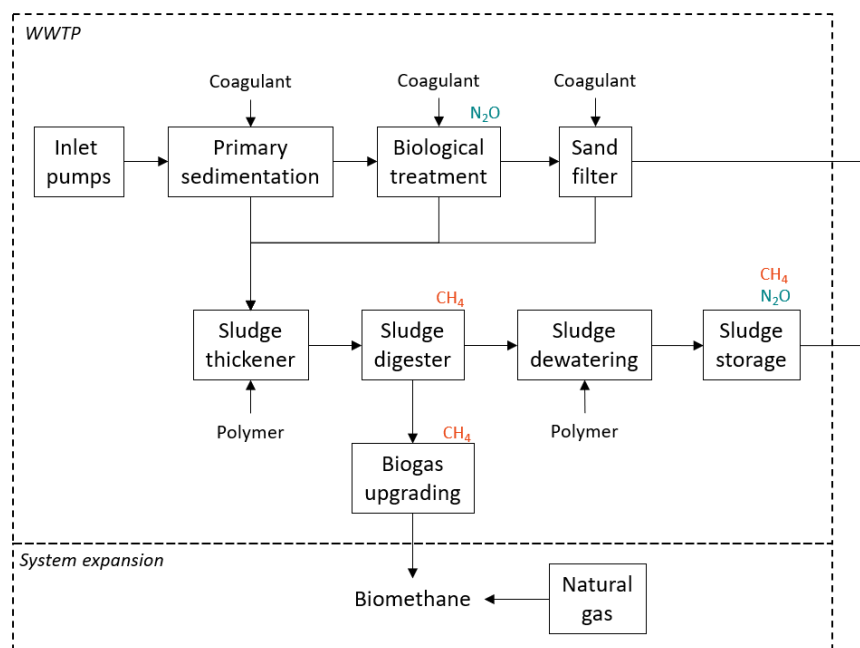 WWTP
Coagulant
Coagulant
Coagulant
N₂O
Inlet
pumps
Primary
sedimentation
Biological
treatment
Sand
filter
CH₄
CH₄
N₂O
Sludge
thickener
Sludge
digester
Sludge
dewatering
Sludge
storage
Polymer
CH₄
Polymer
Biogas
upgrading
System expansion
Biomethane
Natural
gas